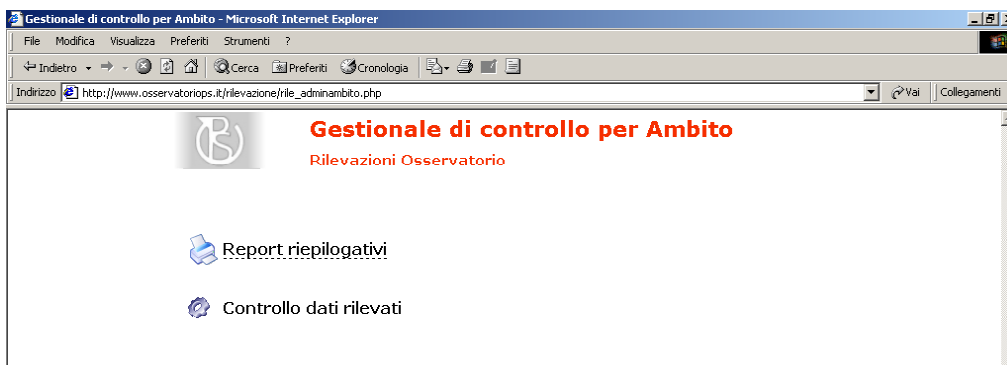 Gestionale di controllo per Ambito - Microsoft Internet Explorer
File Modifica Visualizza Preferiti Strumenti ?
Indietro Cerca Preferiti Cronologia
Indirizzo http://www.osservatoriops.it/rilevazione/rile_adminambito.php Vai Collegamenti
Gestionale di controllo per Ambito
Rilevazioni Osservatorio
Report riepilogativi
Controllo dati rilevati